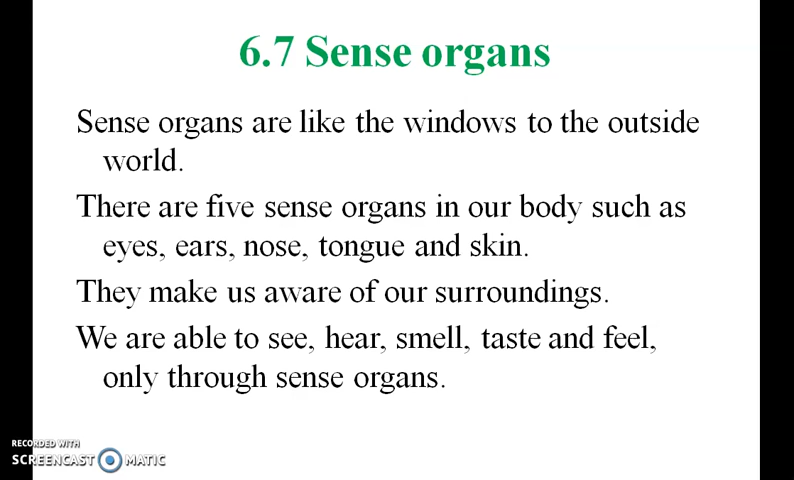 6.7 Sense organs
Sense organs are like the windows to the outside
world.
There are five sense organs in our body such as
eyes, ears, nose, tongue and skin.
They make us aware of our surroundings.
We are able to see, hear, smell, taste and feel,
only through sense organs.
RECORDED WITH
SCREENCAST MATIC